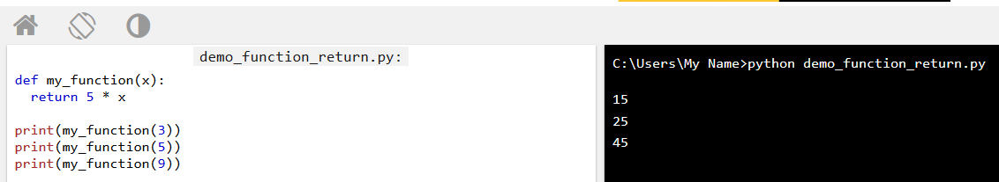 demo_function_return.py:
def my_function(x):
  return 5 * x
print(my_function(3))
print(my_function(5))
print(my_function(9))
C:\Users\My Name>python demo_function_return.py
15
25
45